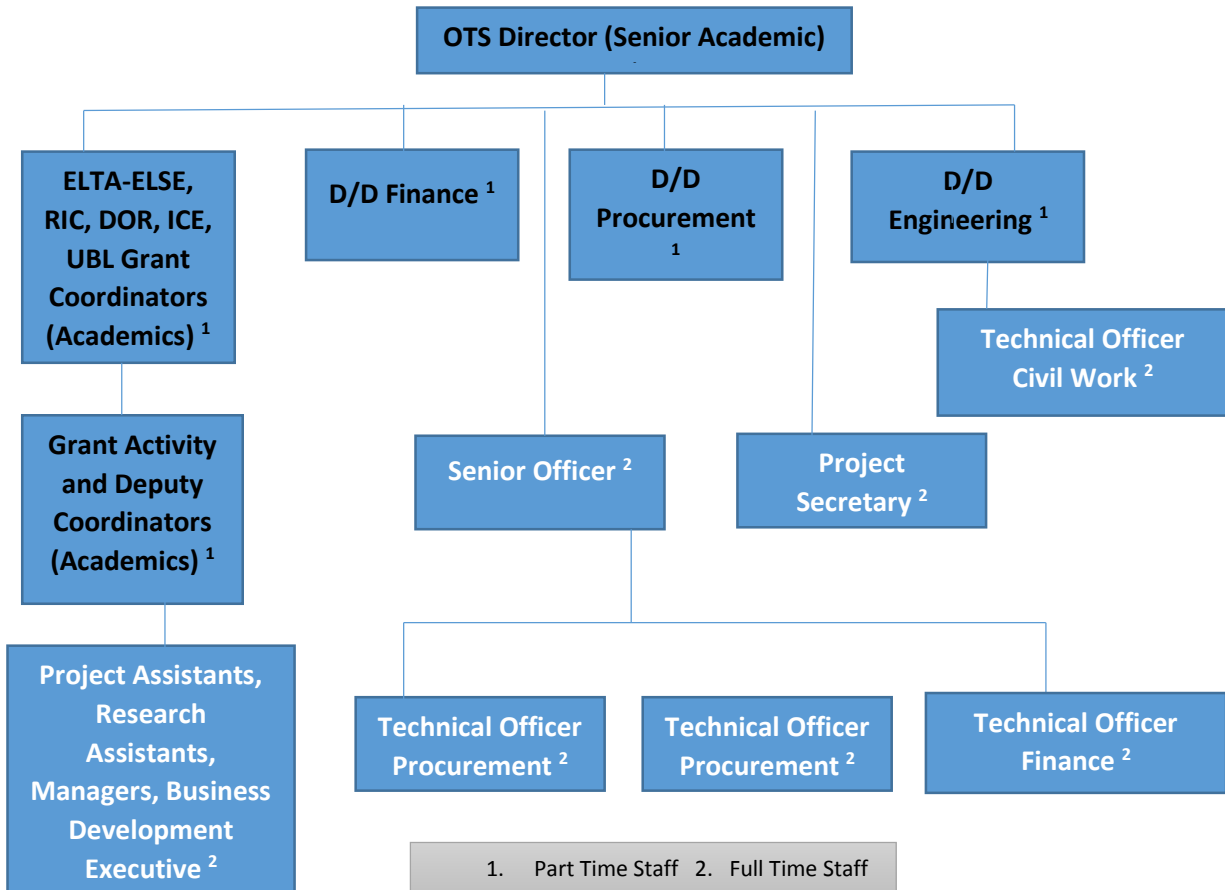 OTS Director (Senior Academic)
ELTA-ELSE,
RIC, DOR, ICE,
UBL Grant
Coordinators
(Academics) 1
D/D Finance 1
D/D
Procurement
1
D/D
Engineering 1
Technical Officer
Civil Work 2
Grant Activity
and Deputy
Coordinators
(Academics) 1
Senior Officer 2
Project
Secretary 2
Project Assistants,
Research
Assistants,
Managers, Business
Development
Executive 2
Technical Officer
Procurement 2
Technical Officer
Procurement 2
Technical Officer
Finance 2
1. Part Time Staff 2. Full Time Staff